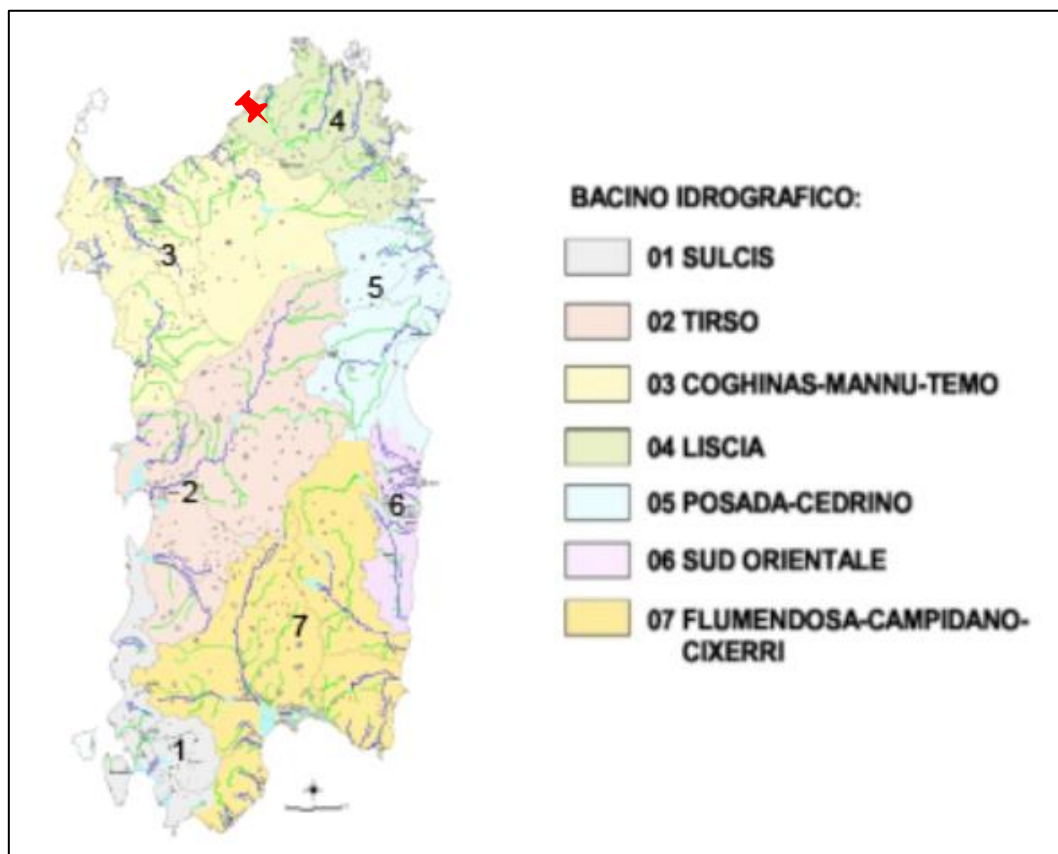 4
3
5
2
6
7
1
BACINO IDROGRAFICO:
01 SULCIS
02 TIRSO
03 COGHINAS-MANNU-TEMO
04 LISCIA
05 POSADA-CEDRINO
06 SUD ORIENTALE
07 FLUMENDOSA-CAMPIDANO-
CIXERRI